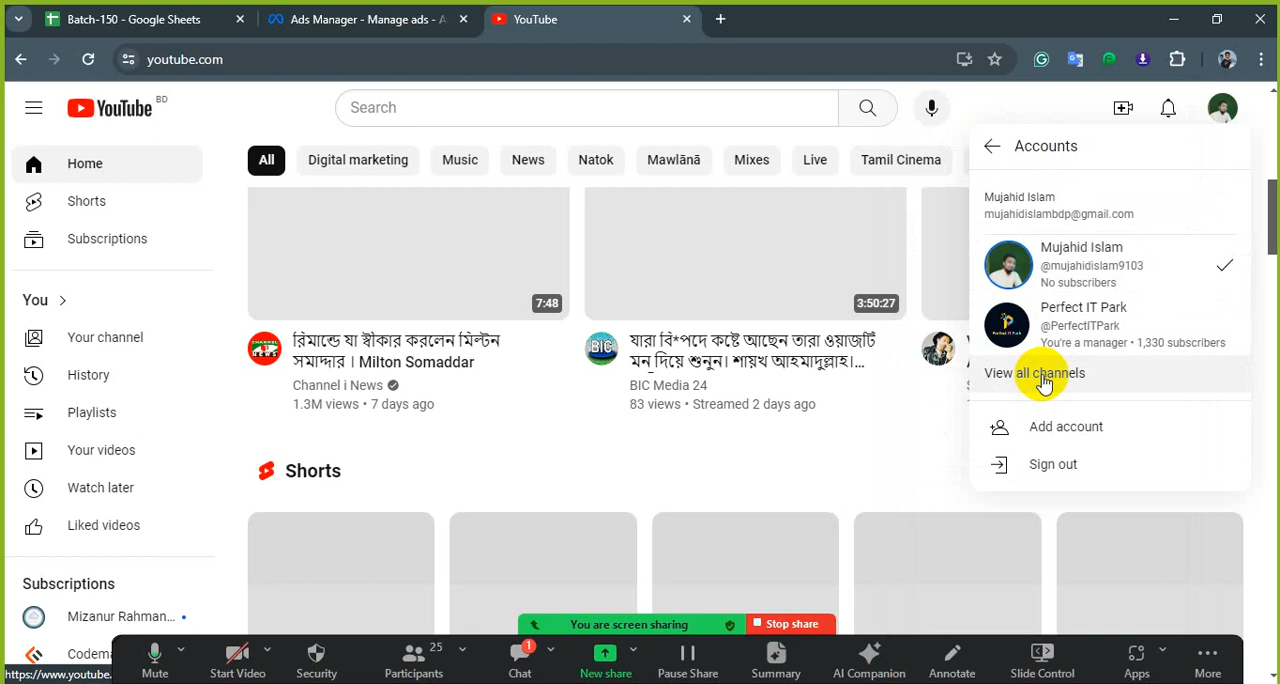 Batch-150 - Google Sheets
Ads Manager - Manage ads - A
YouTube
youtube.com
YouTube BD
Search
Accounts
Mujahid Islam
mujahidislambdp@gmail.com
Mujahid Islam
@mujahidislam9103
No subscribers
Perfect IT Park
@PerfectITPark
You're a manager • 1,330 subscribers
View all channels
Add account
Sign out
Home
Shorts
Subscriptions
You
Your channel
History
Playlists
Your videos
Watch later
Liked videos
Subscriptions
Mizanur Rahman...
Codema
All
Digital marketing
Music
News
Natok
Mawlānā
Mixes
Live
Tamil Cinema
7:48
3:50:27
রিমান্ডে যা স্বীকার করলেন মিল্টন
সমাদ্দার । Milton Somaddar
Channel i News
1.3M views • 7 days ago
BIC
যারা বি*পদে কষ্টে আছেন তারা ওয়াজটি
মন দিয়ে শুনুন। শায়খ আহমাদুল্লাহ।...
BIC Media 24
83 views • Streamed 2 days ago
Shorts
You are screen sharing
Stop share
https://www.youtube.
Mute
Start Video
Security
25
Participants
1
Chat
New share
Pause Share
Summary
AI Companion
Annotate
Slide Control
Apps
More